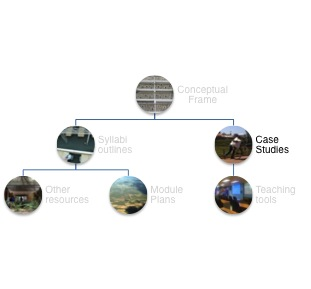 Conceptual
Frame
Syllabi
outlines
Case
Studies
Other
resources
Module
Plans
Teaching
tools